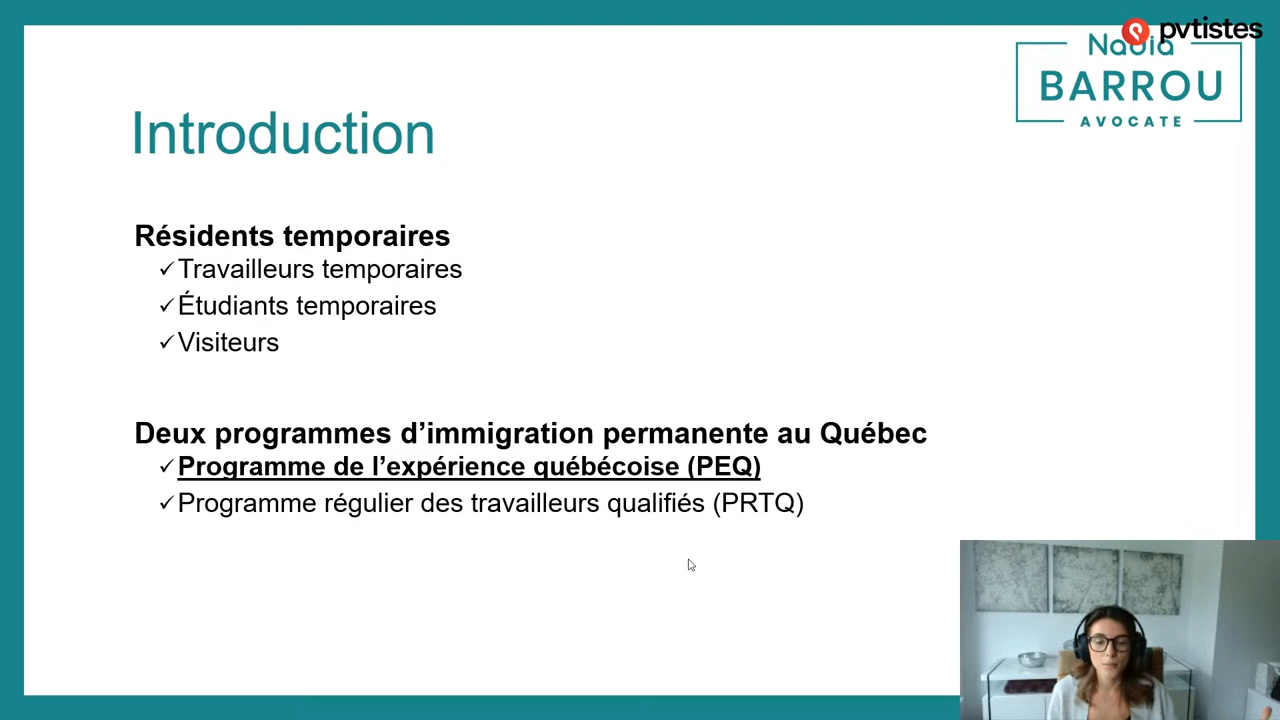 pvtistes
Nadia
BARROU
AVOCATE
Introduction
Résidents temporaires
✓Travailleurs temporaires
✓Étudiants temporaires
✓Visiteurs
Deux programmes d’immigration permanente au Québec
✓Programme de l’expérience québécoise (PEQ)
✓Programme régulier des travailleurs qualifiés (PRTQ)